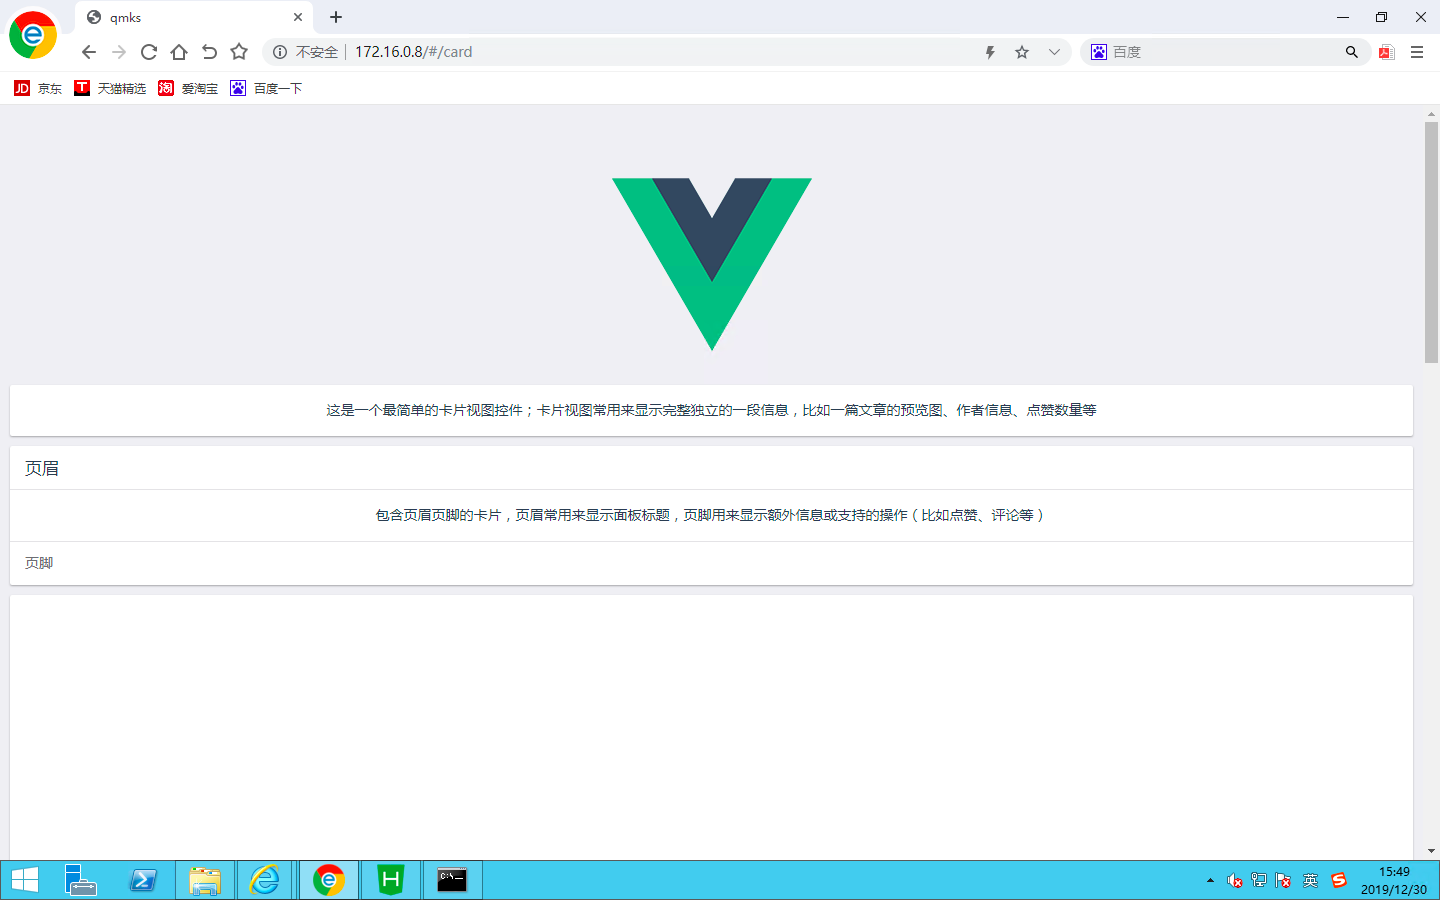 qmks
不安全
172.16.0.8/#/card
百度
JD 京东
T 天猫精选
淘 爱淘宝
百度一下
这是一个最简单的卡片视图控件；卡片视图常用来显示完整独立的一段信息，比如一篇文章的预览图、作者信息、点赞数量等
页眉
包含页眉页脚的卡片，页眉常用来显示面板标题，页脚用来显示额外信息或支持的操作（比如点赞、评论等）
页脚
英
15:49
2019/12/30